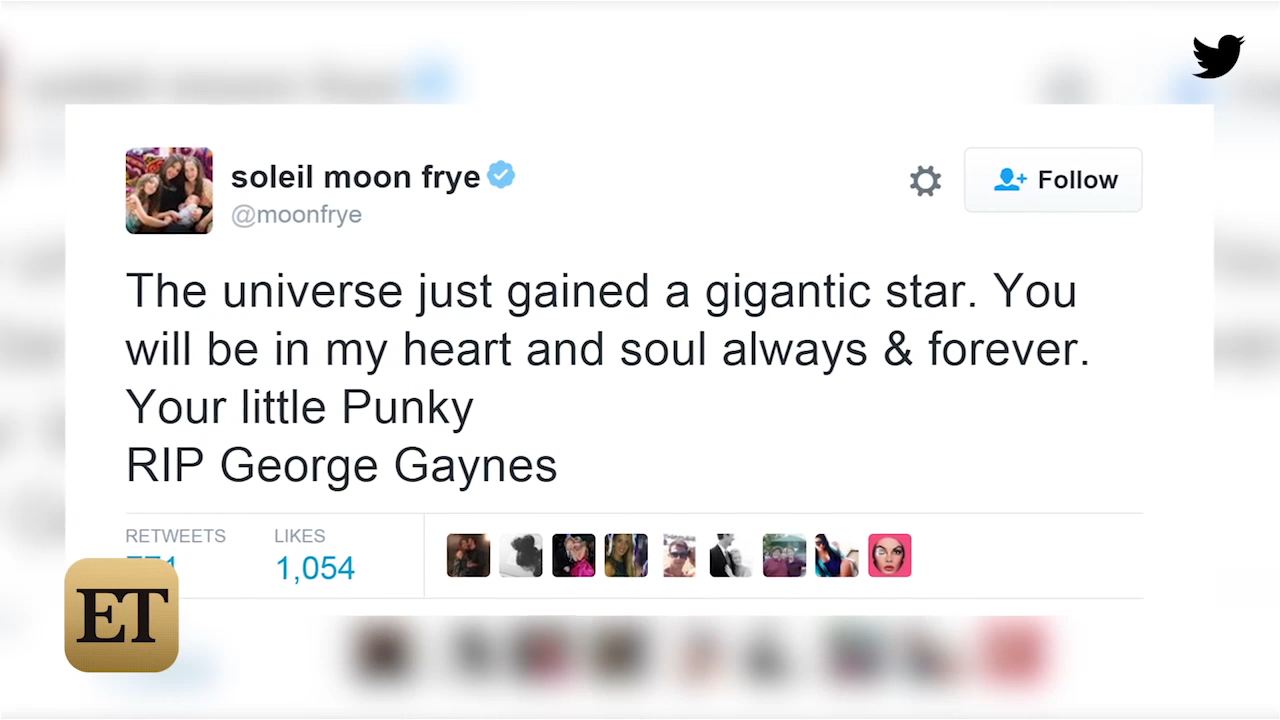 soleil moon frye
@moonfrye
Follow
The universe just gained a gigantic star. You
will be in my heart and soul always & forever.
Your little Punky
RIP George Gaynes
RETWEETS
LIKES
1,054
ET